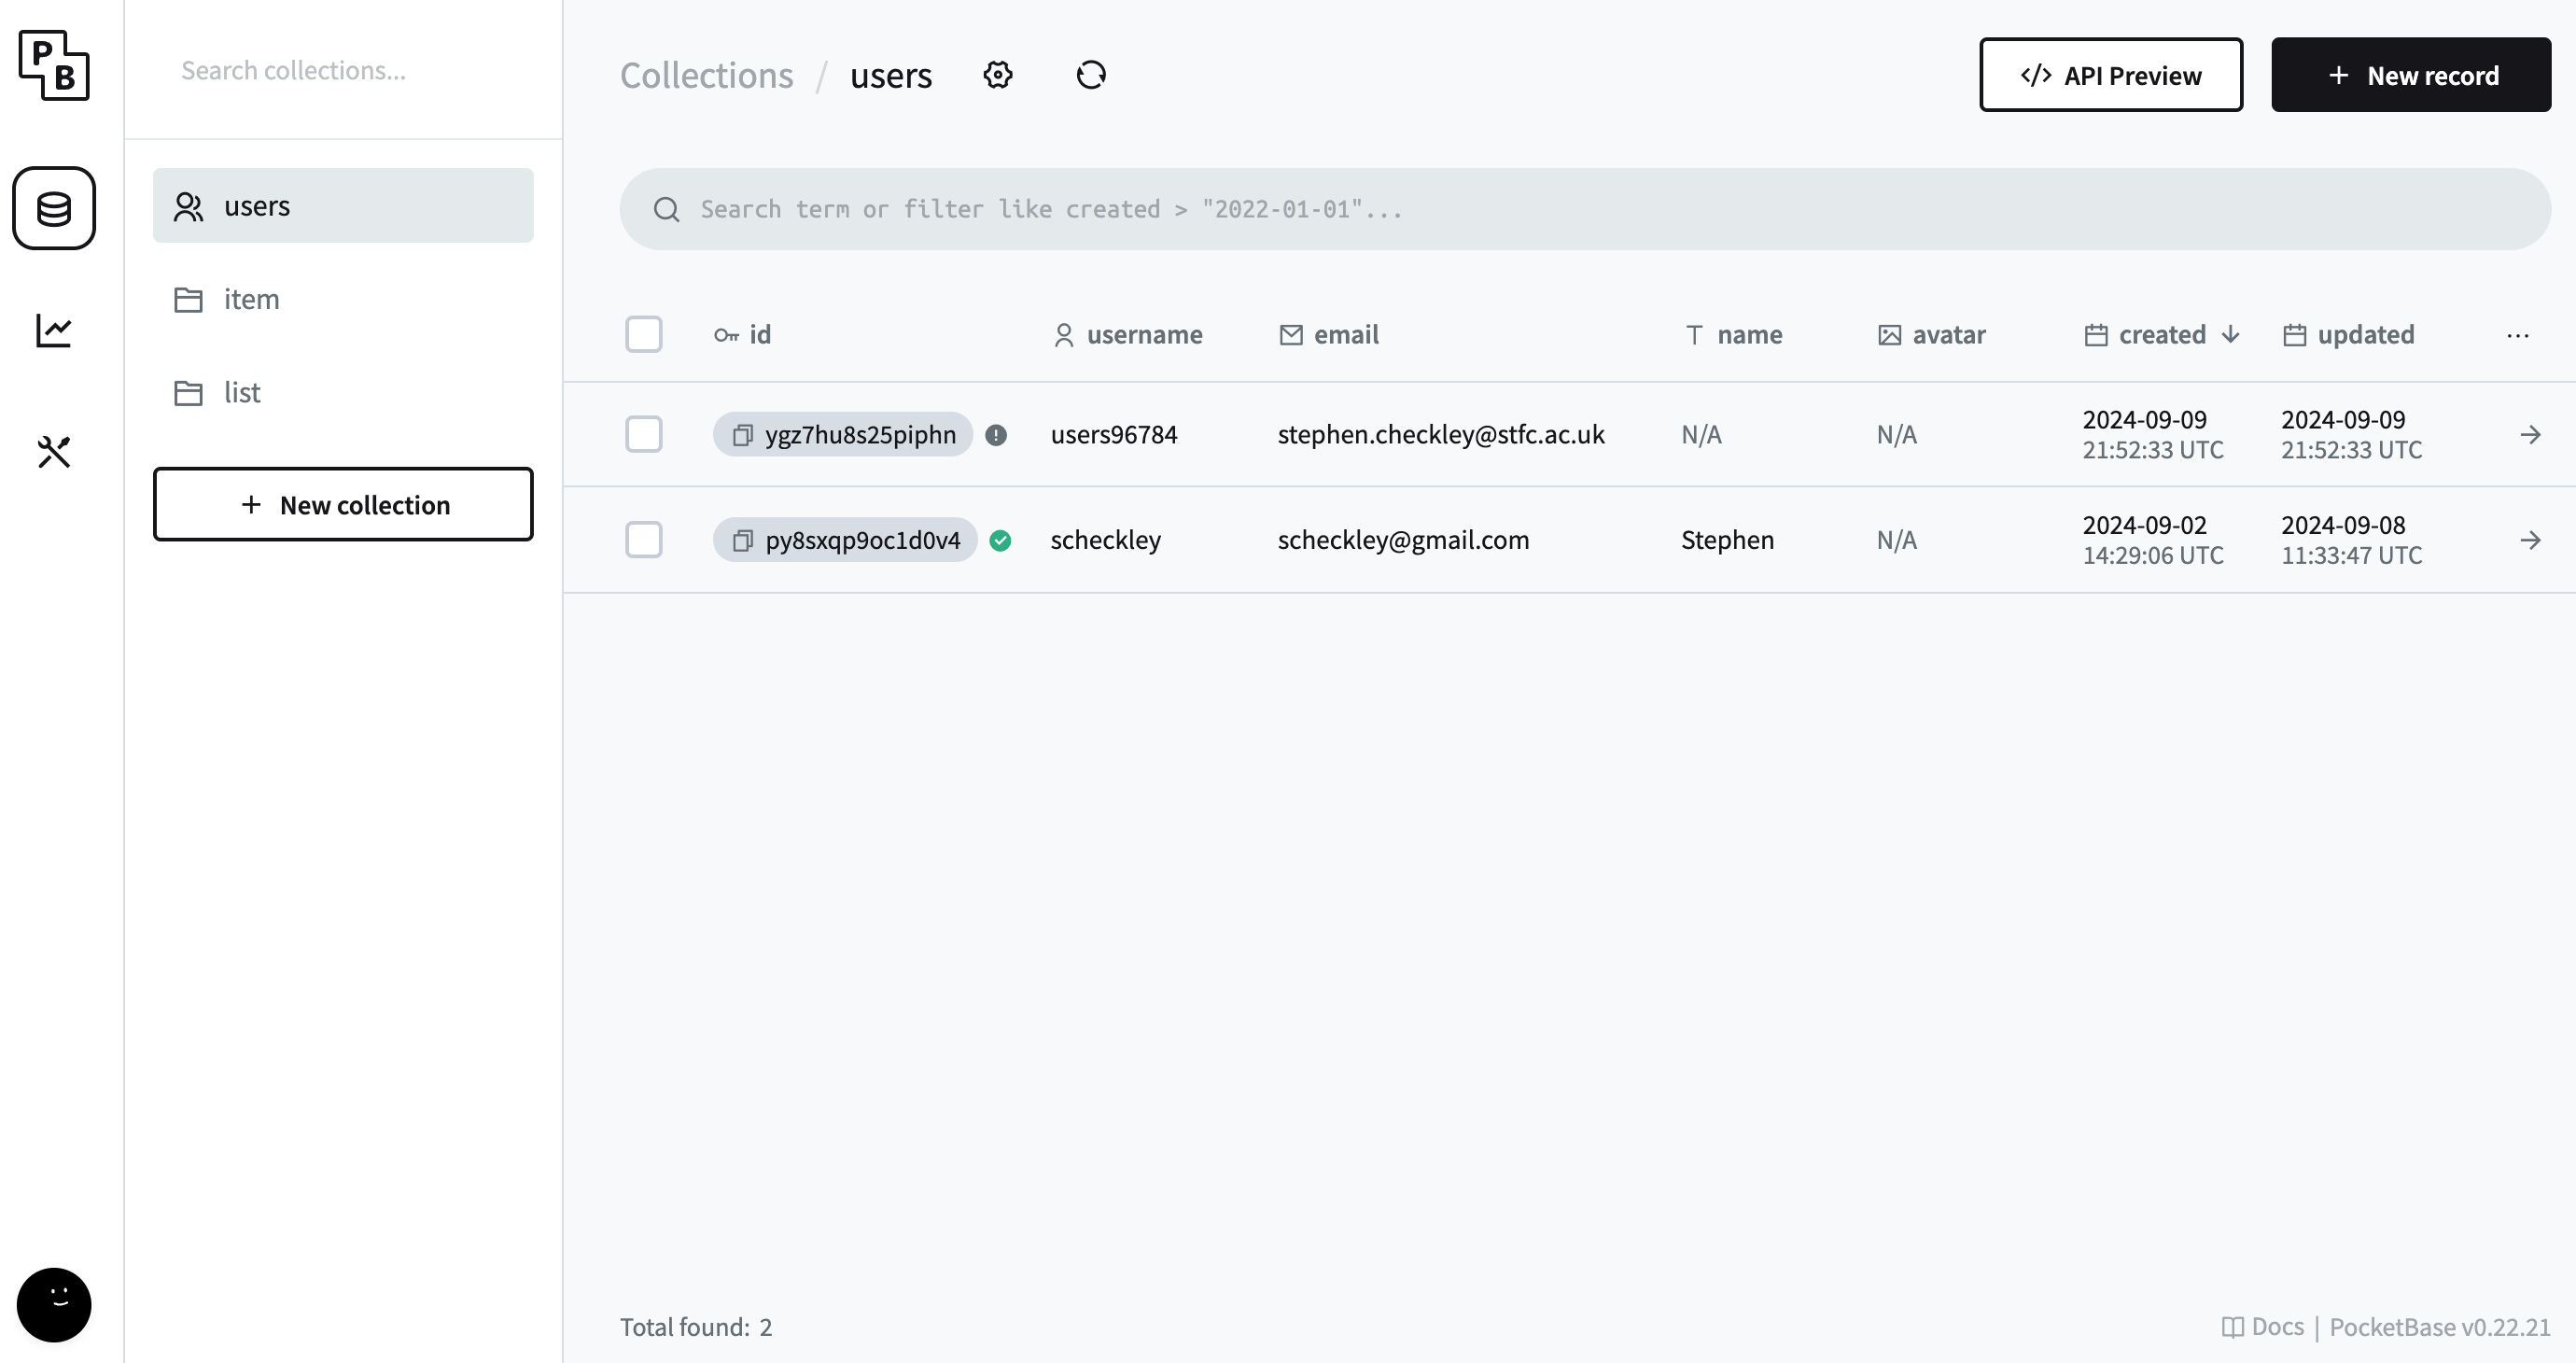 P
B
Search collections...
users
item
list
+ New collection
Collections / users
</> API Preview
+ New record
Search term or filter like created > "2022-01-01"...
id username email name avatar created updated ...
ygz7hu8s25piphn users96784 stephen.checkley@stfc.ac.uk N/A N/A 2024-09-09 2024-09-09
21:52:33 UTC 21:52:33 UTC
py8sxqp9oc1d0v4 scheckley scheckley@gmail.com Stephen N/A 2024-09-02 2024-09-08
14:29:06 UTC 11:33:47 UTC
Total found: 2
Docs | PocketBase v0.22.21